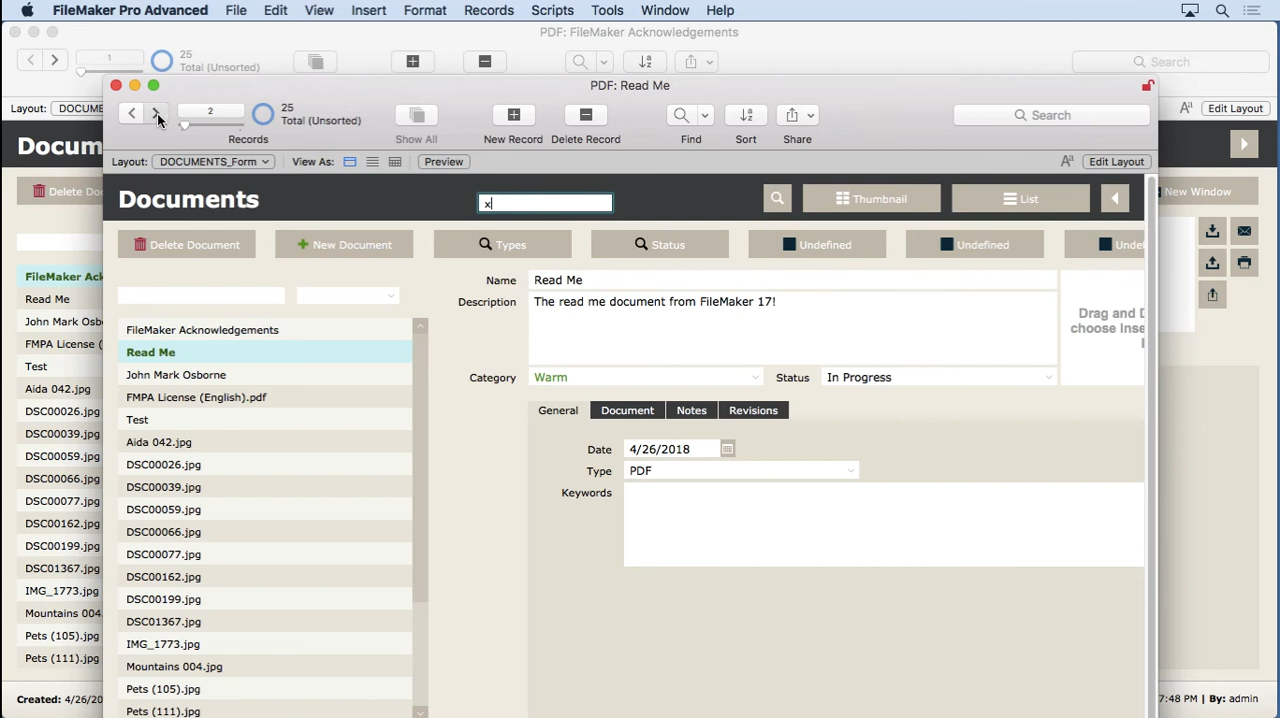 FileMaker Pro Advanced File Edit View Insert Format Records Scripts Tools Window Help
PDF: FileMaker Acknowledgements
1
25
Total (Unsorted)
Search
Layout: DOCUME
Aª Edit Layout
Docum
Delete Do
New Window
FileMaker Ack
Read Me
John Mark Osb
FMPA License (
Test
Aida 042.jpg
DSC00026.jpg
DSC00039.jpg
DSC00059.jpg
DSC00066.jpg
DSC00077.jpg
DSC00162.jpg
DSC00199.jpg
DSC01367.jpg
IMG_1773.jpg
Mountains 004.
Pets (105).jpg
Pets (111).jpg
Created: 4/26/20
7:48 PM | By: admin
PDF: Read Me
2
25
Total (Unsorted)
Search
Records Show All New Record Delete Record Find Sort Share
Layout: DOCUMENTS_Form View As: Preview Aª Edit Layout
Documents x Thumbnail List
Delete Document New Document Types Status Undefined Undefined Unde
Name Read Me
Description The read me document from FileMaker 17!
Drag and D
choose Inse
Category Warm Status In Progress
General Document Notes Revisions
Date 4/26/2018
Type PDF
Keywords
FileMaker Acknowledgements
Read Me
John Mark Osborne
FMPA License (English).pdf
Test
Aida 042.jpg
DSC00026.jpg
DSC00039.jpg
DSC00059.jpg
DSC00066.jpg
DSC00077.jpg
DSC00162.jpg
DSC00199.jpg
DSC01367.jpg
IMG_1773.jpg
Mountains 004.jpg
Pets (105).jpg
Pets (111).jpg